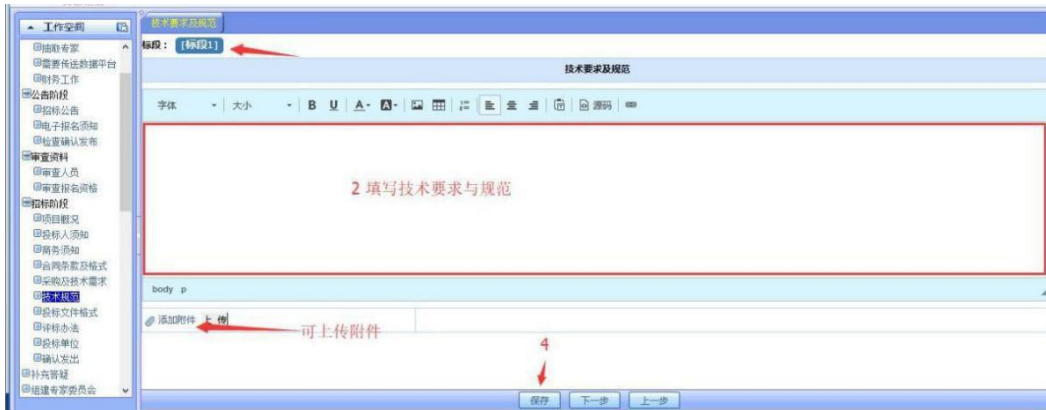 工作空间
抽取专家
需要传送数据平台
财务工作
公告阶段
招标公告
电子报名须知
检查确认发布
审查资料
审查人员
审查报名资格
招标阶段
项目概况
投标人须知
商务须知
合同条款及格式
采购及技术需求
技术规范
投标文件格式
评标办法
投标单位
确认发出
补充答疑
组建专家委员会
技术要求及规范
标段： [标段1]
技术要求及规范
字体 大小 B U A A 源码
2 填写技术要求与规范
body p
添加附件 上 传
可上传附件
4
保存 下一步 上一步